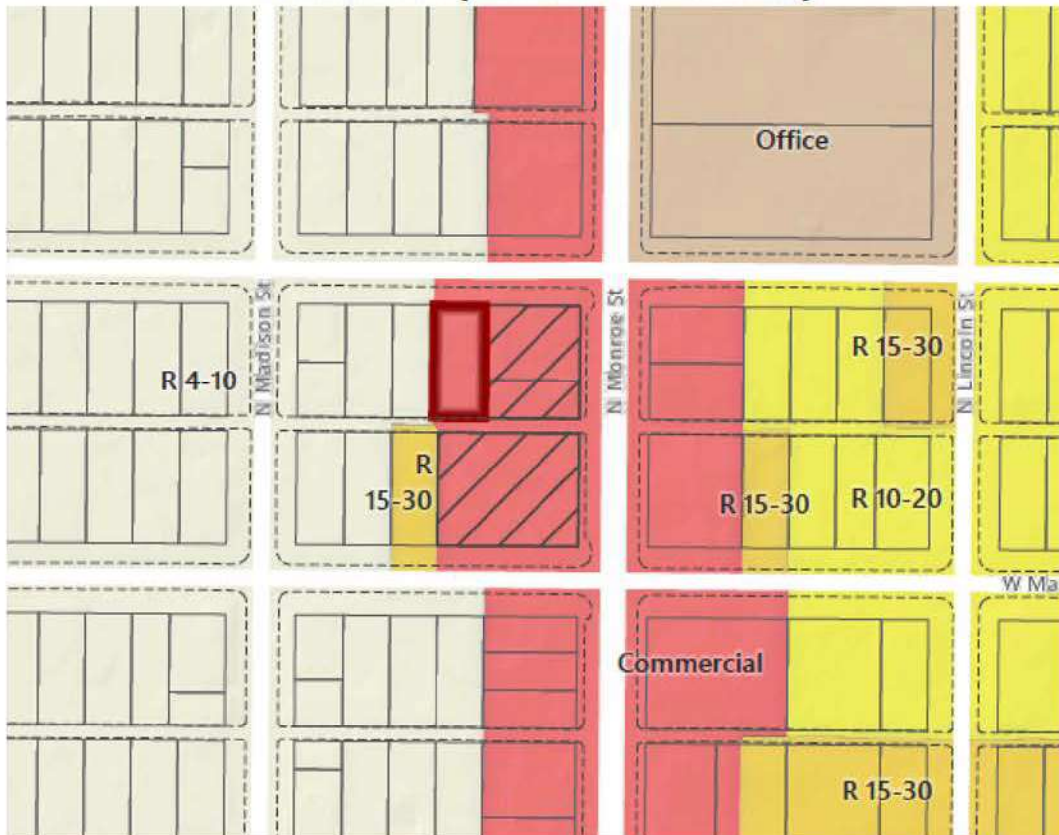 Office
N Madison St
N Monroe St
N Lincoln St
R 4-10
R 15-30
R
15-30
R 15-30
R 10-20
W Ma
Commercial
R 15-30